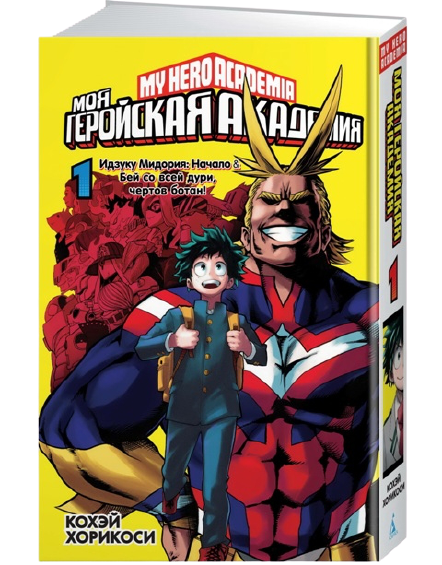 MY HERO ACADEMIA
МОЯ
ГЕРОЙСКАЯ АКАДЕМИЯ
1
Идзуку Мидория: Начало &
Бей со всей дури,
чертов ботан!
КОХЭЙ
ХОРИКОСИ
MY HERO
ACADEMIA
МОЯ ГЕРОЙСКАЯ
АКАДЕМИЯ
1
КОХЭЙ
ХОРИКОСИ